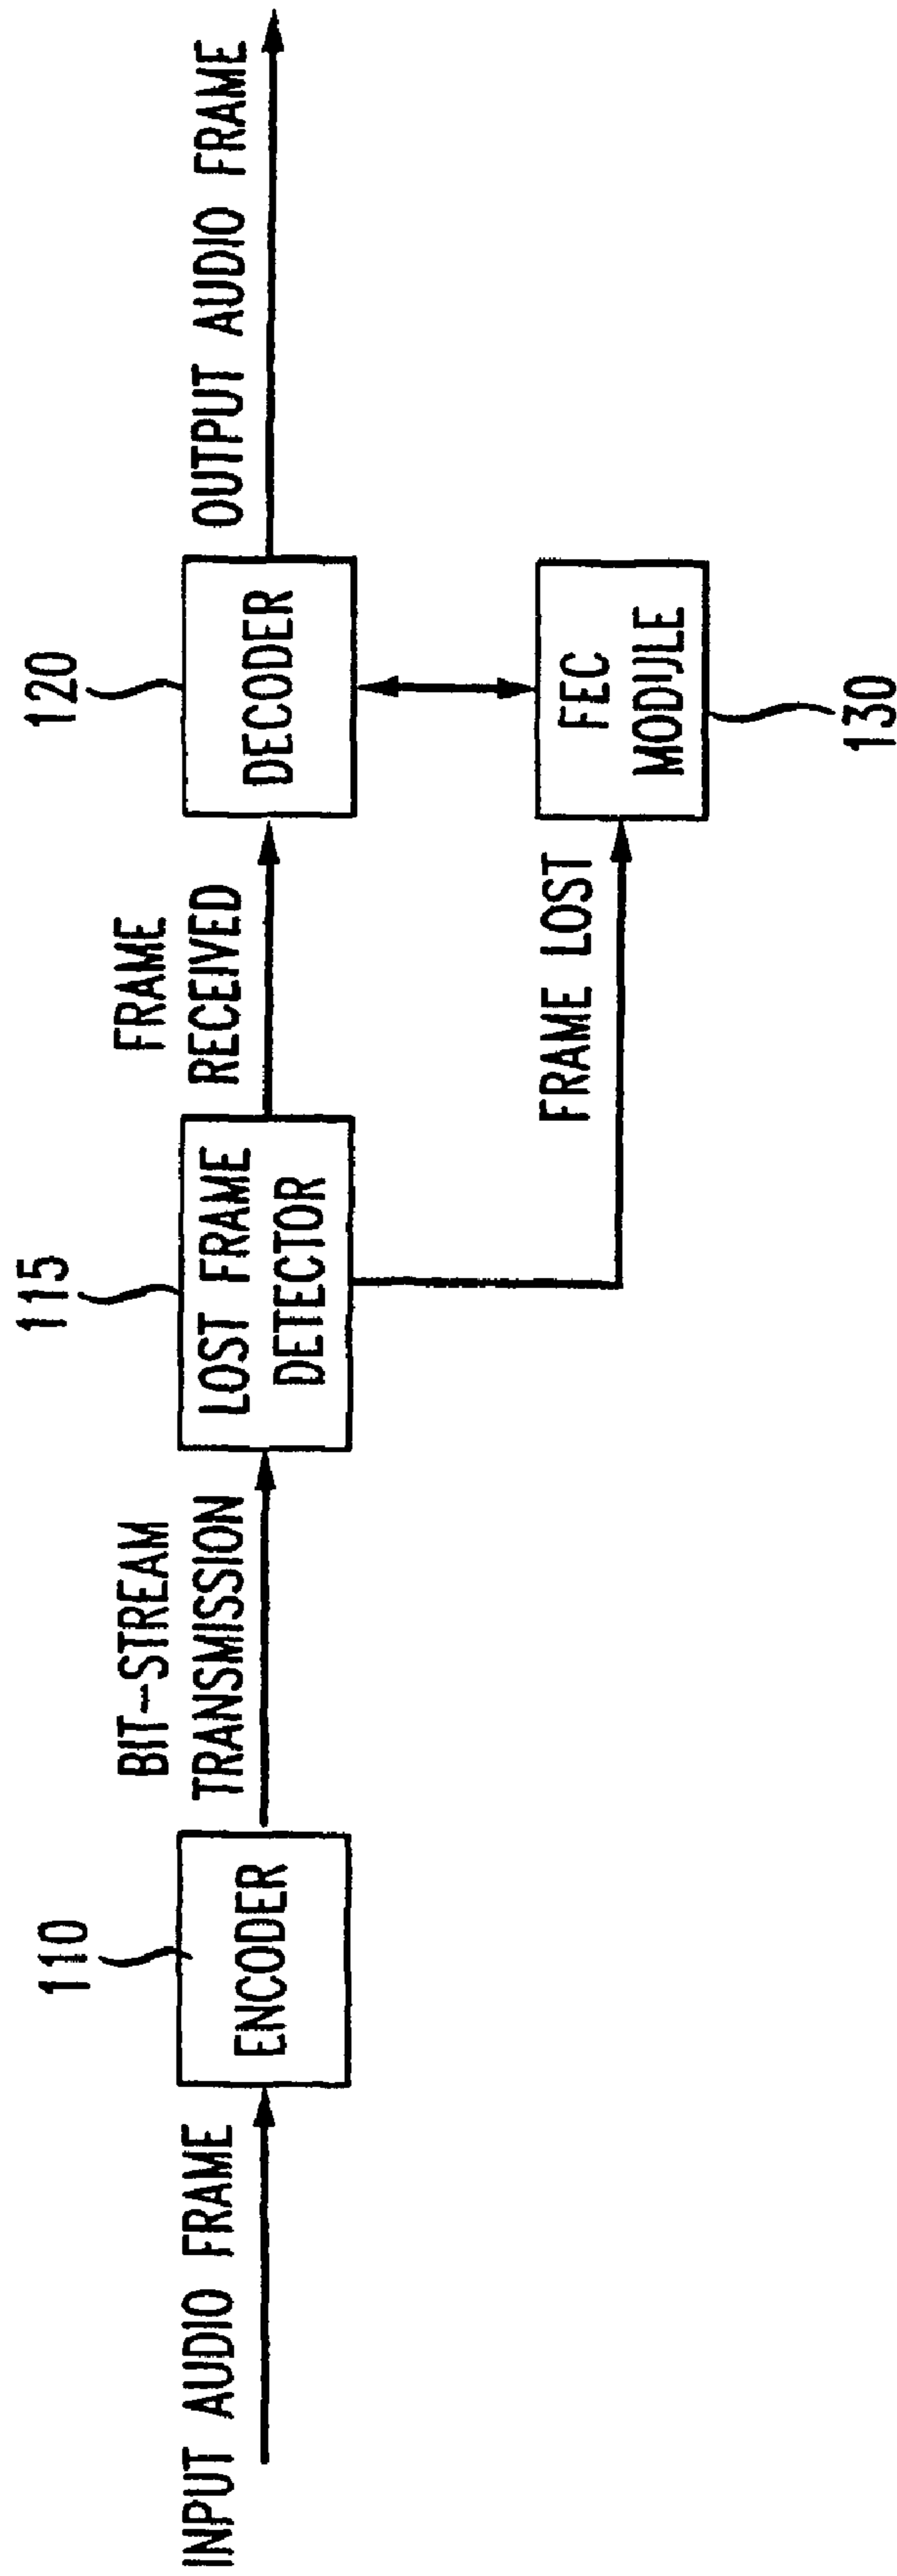 INPUT AUDIO FRAME
110
ENCODER
BIT-STREAM
TRANSMISSION
115
LOST FRAME
DETECTOR
FRAME
RECEIVED
FRAME LOST
120
DECODER
FEC
MODULE
130
OUTPUT AUDIO FRAME